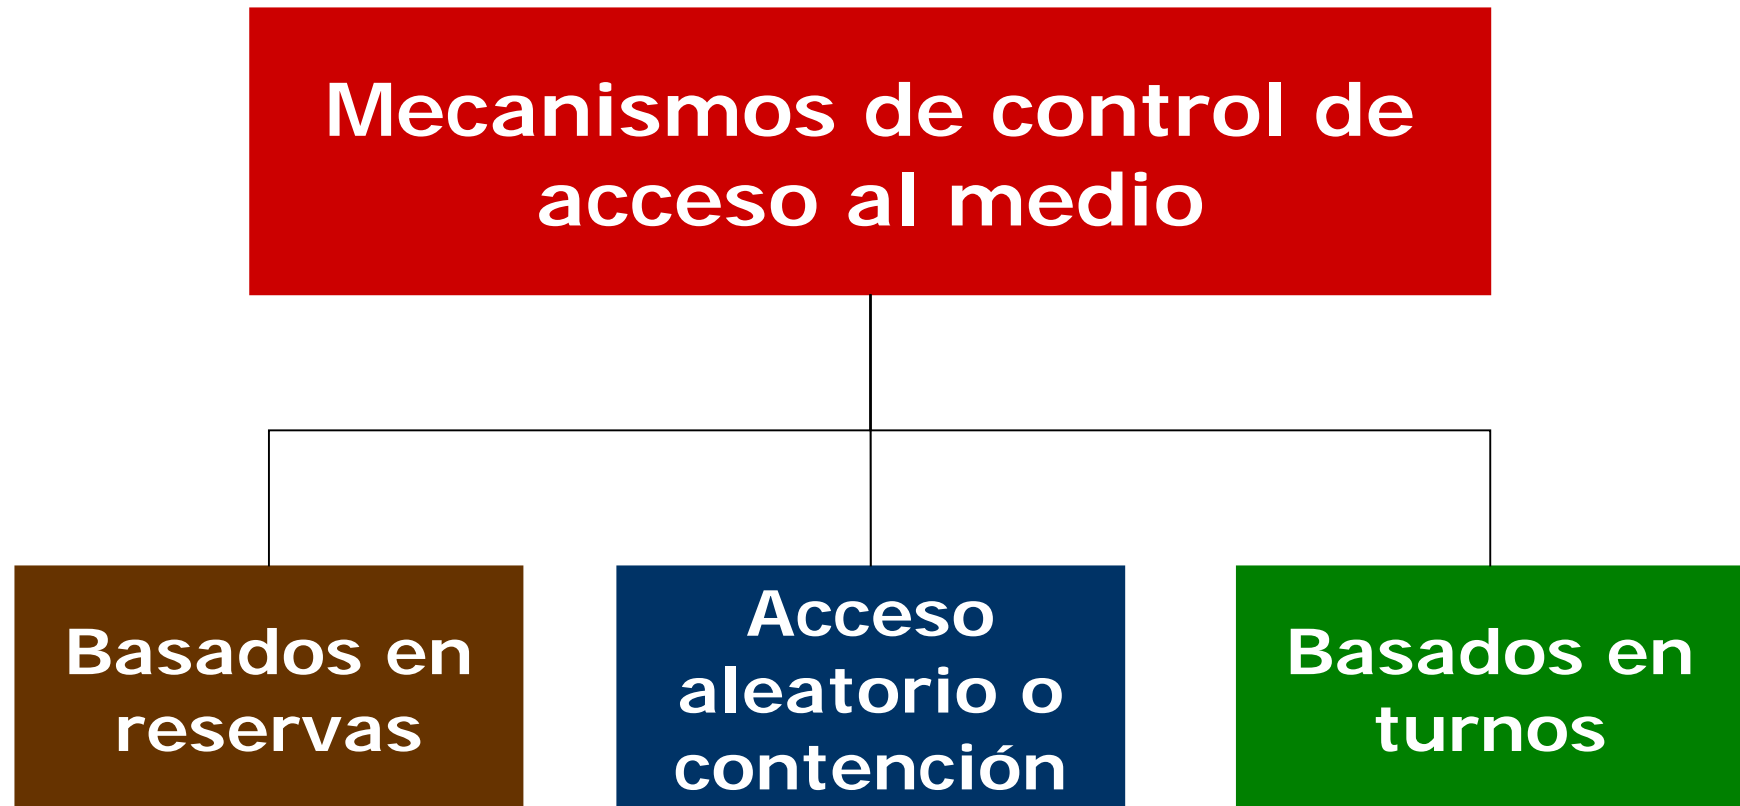 Mecanismos de control de
acceso al medio
Basados en
reservas
Acceso
aleatorio o
contención
Basados en
turnos